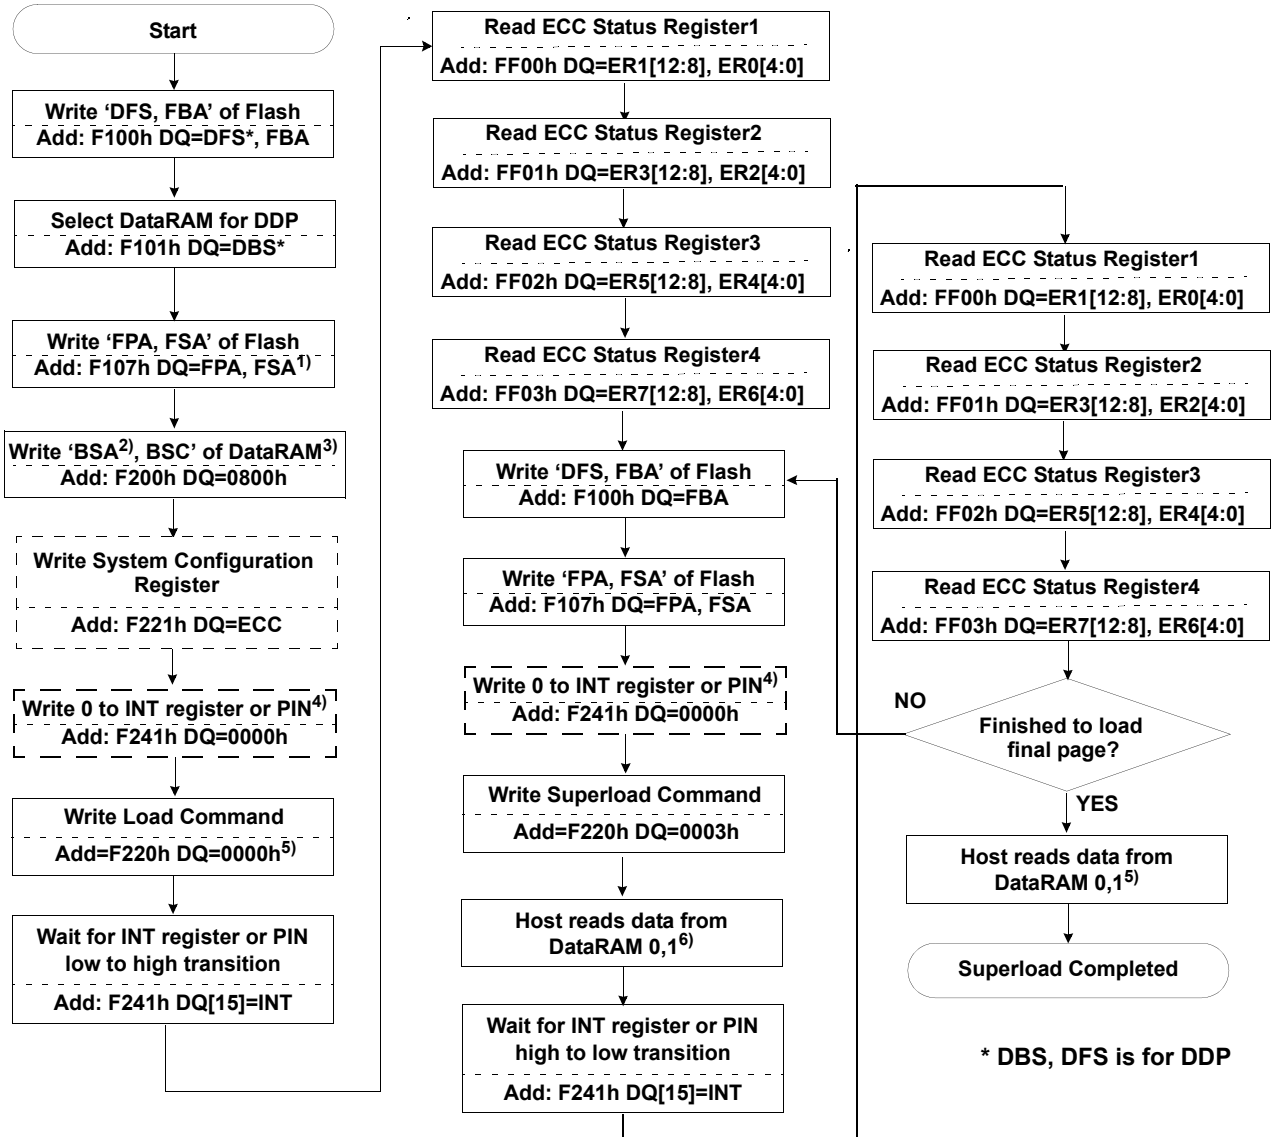 Start
Write ‘DFS, FBA’ of Flash
Add: F100h DQ=DFS*, FBA
Select DataRAM for DDP
Add: F101h DQ=DBS*
Write ‘FPA, FSA’ of Flash
Add: F107h DQ=FPA, FSA1)
Write ‘BSA2), BSC’ of DataRAM3)
Add: F200h DQ=0800h
Write System Configuration
Register
Add: F221h DQ=ECC
Write 0 to INT register or PIN4)
Add: F241h DQ=0000h
Write Load Command
Add=F220h DQ=0000h5)
Wait for INT register or PIN
low to high transition
Add: F241h DQ[15]=INT
Read ECC Status Register1
Add: FF00h DQ=ER1[12:8], ER0[4:0]
Read ECC Status Register2
Add: FF01h DQ=ER3[12:8], ER2[4:0]
Read ECC Status Register3
Add: FF02h DQ=ER5[12:8], ER4[4:0]
Read ECC Status Register4
Add: FF03h DQ=ER7[12:8], ER6[4:0]
Write ‘DFS, FBA’ of Flash
Add: F100h DQ=FBA
Write ‘FPA, FSA’ of Flash
Add: F107h DQ=FPA, FSA
Write 0 to INT register or PIN4)
Add: F241h DQ=0000h
Write Superload Command
Add=F220h DQ=0003h
Host reads data from
DataRAM 0,16)
Wait for INT register or PIN
high to low transition
Add: F241h DQ[15]=INT
Read ECC Status Register1
Add: FF00h DQ=ER1[12:8], ER0[4:0]
Read ECC Status Register2
Add: FF01h DQ=ER3[12:8], ER2[4:0]
Read ECC Status Register3
Add: FF02h DQ=ER5[12:8], ER4[4:0]
Read ECC Status Register4
Add: FF03h DQ=ER7[12:8], ER6[4:0]
NO
Finished to load
final page?
YES
Host reads data from
DataRAM 0,15)
Superload Completed
* DBS, DFS is for DDP